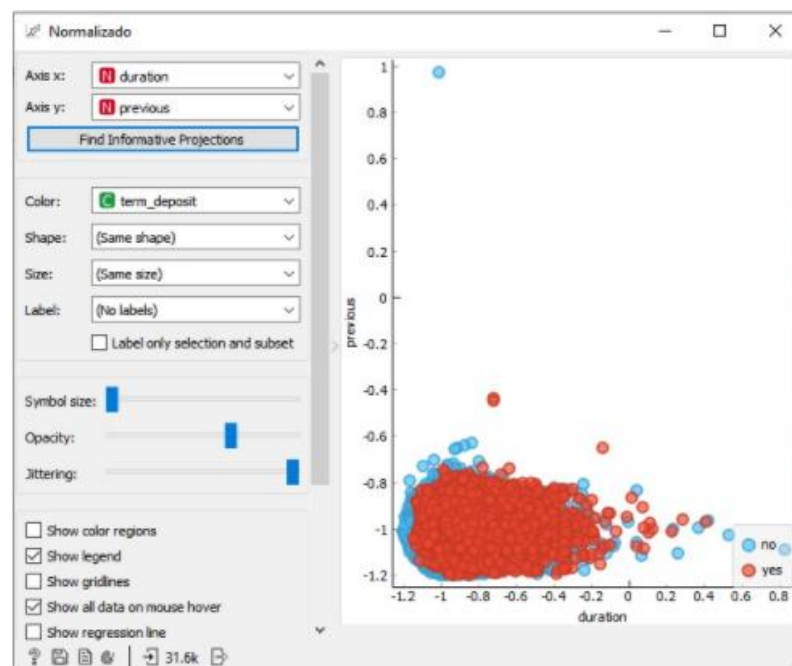 Normalizado
Axis x: N duration
Axis y: N previous
Find Informative Projections
Color: C term_deposit
Shape: (Same shape)
Size: (Same size)
Label: (No labels)
Label only selection and subset
Symbol size:
Opacity:
Jittering:
Show color regions
Show legend
Show gridlines
Show all data on mouse hover
Show regression line
? 31.6k
1
0.8
0.6
0.4
0.2
0
-0.2
-0.4
-0.6
-0.8
-1
-1.2
previous
-1.2 -1 -0.8 -0.6 -0.4 -0.2 0 0.2 0.4 0.6 0.8
duration
no
yes